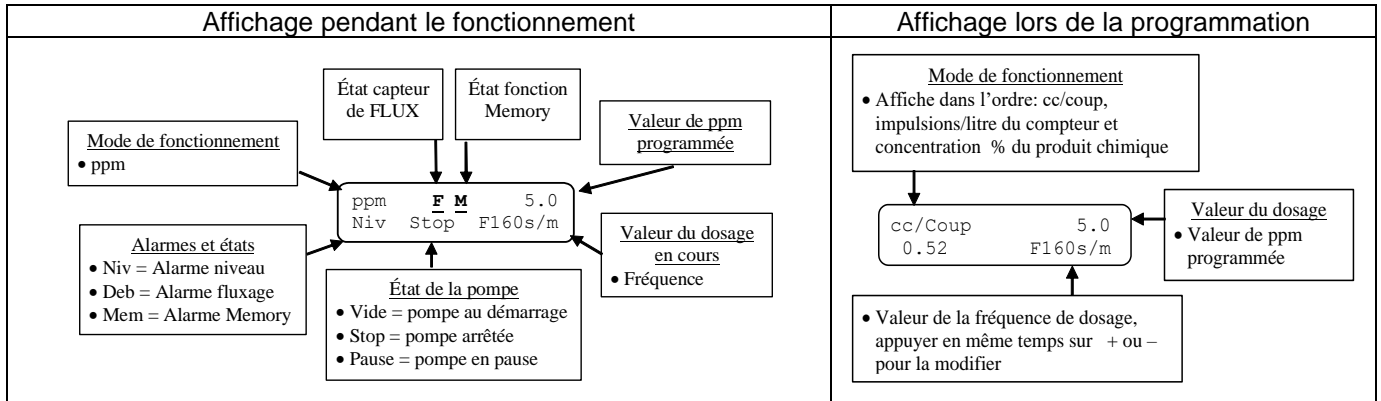 Affichage pendant le fonctionnement
État capteur
de FLUX
État fonction
Memory
Mode de fonctionnement
• ppm
Valeur de ppm
programmée
ppm F M 5.0
Niv Stop F160s/m
Alarmes et états
• Niv = Alarme niveau
• Deb = Alarme fluxage
• Mem = Alarme Memory
État de la pompe
• Vide = pompe au démarrage
• Stop = pompe arrêtée
• Pause = pompe en pause
Valeur du dosage
en cours
• Fréquence
Affichage lors de la programmation
Mode de fonctionnement
• Affiche dans l’ordre: cc/coup,
impulsions/litre du compteur et
concentration % du produit chimique
cc/Coup 5.0
0.52 F160s/m
Valeur du dosage
• Valeur de ppm
programmée
• Valeur de la fréquence de dosage,
appuyer en même temps sur + ou –
pour la modifier